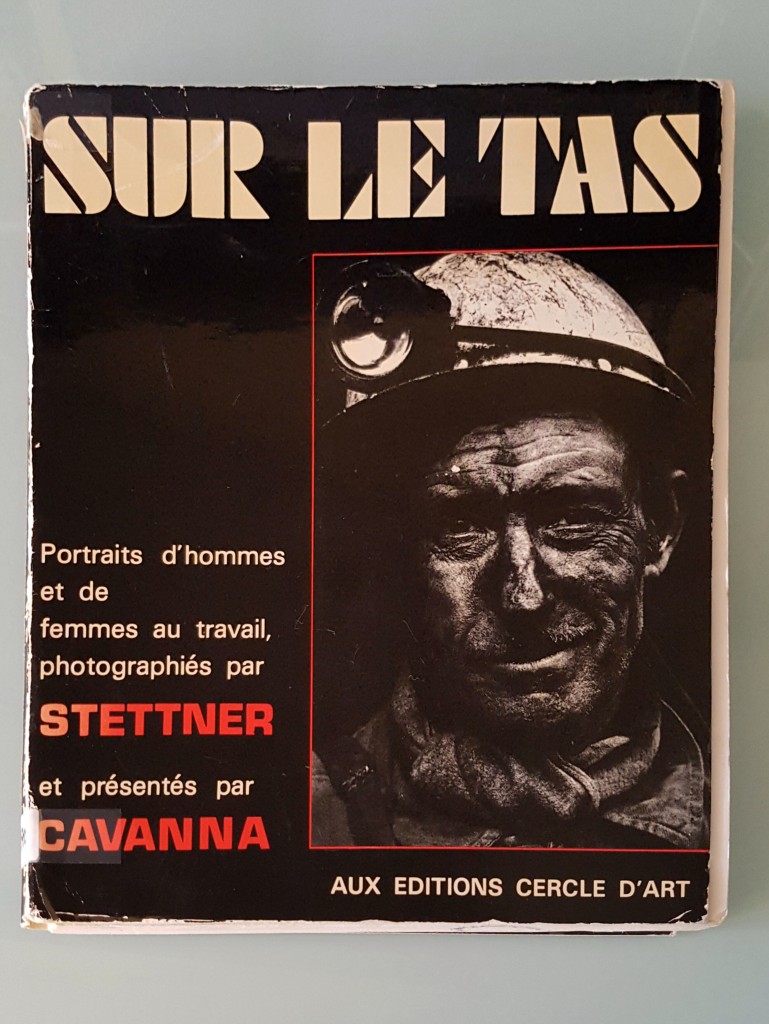 SUR LE TAS
Portraits d'hommes
et de
femmes au travail,
photographiés par
STETTNER
et présentés par
CAVANNA
AUX EDITIONS CERCLE D'ART